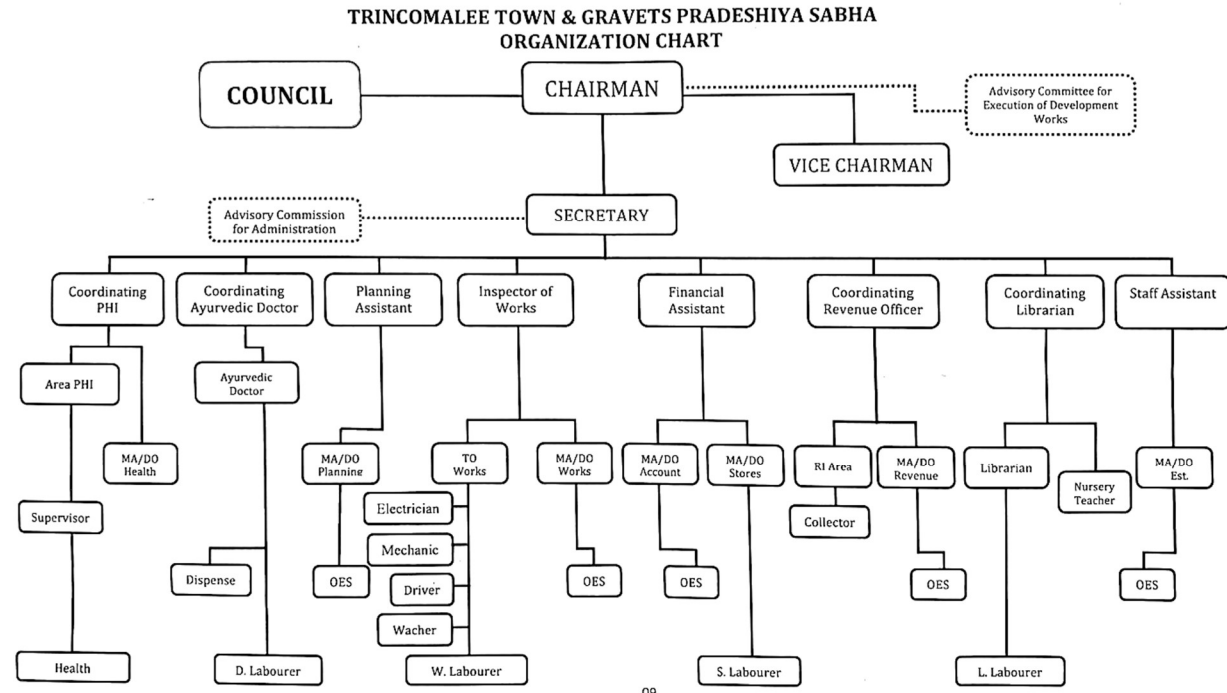 TRINCOMALEE TOWN & GRAVETS PRADESHIYA SABHA
ORGANIZATION CHART
COUNCIL
CHAIRMAN
Advisory Committee for
Execution of Development
Works
VICE CHAIRMAN
Advisory Commission
for Administration
SECRETARY
Coordinating
PHI
Coordinating
Ayurvedic Doctor
Planning
Assistant
Inspector of
Works
Financial
Assistant
Coordinating
Revenue Officer
Coordinating
Librarian
Staff Assistant
Area PHI
Ayurvedic
Doctor
MA/DO
Health
MA/DO
Planning
TO
Works
MA/DO
Works
MA/DO
Account
MA/DO
Stores
RI Area
MA/DO
Revenue
Librarian
Nursery
Teacher
MA/DO
Est.
Supervisor
Electrician
Collector
Mechanic
Dispense
OES
Driver
OES
OES
OES
OES
Wacher
Health
D. Labourer
W. Labourer
S. Labourer
L. Labourer
09